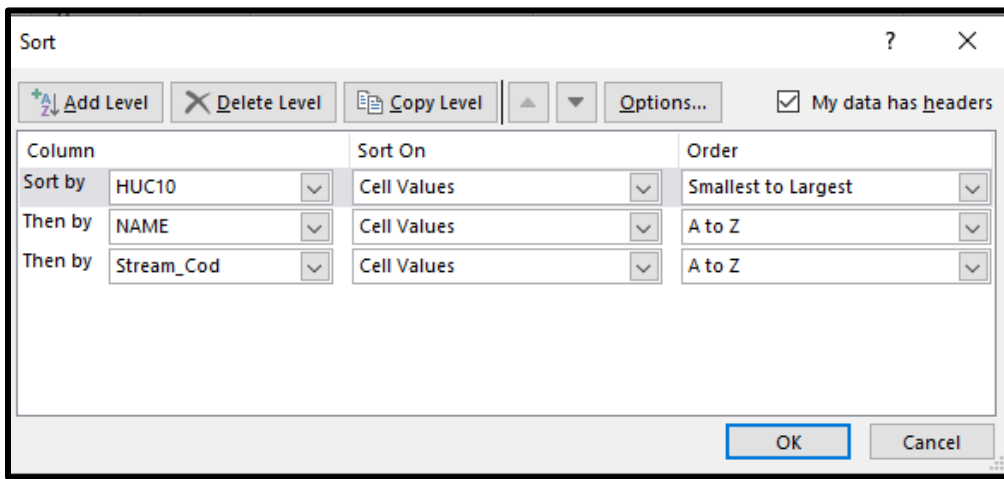 Sort ?
Add Level Delete Level Copy Level Options... My data has headers
Column Sort On Order
Sort by HUC10 Cell Values Smallest to Largest
Then by NAME Cell Values A to Z
Then by Stream_Cod Cell Values A to Z
OK Cancel